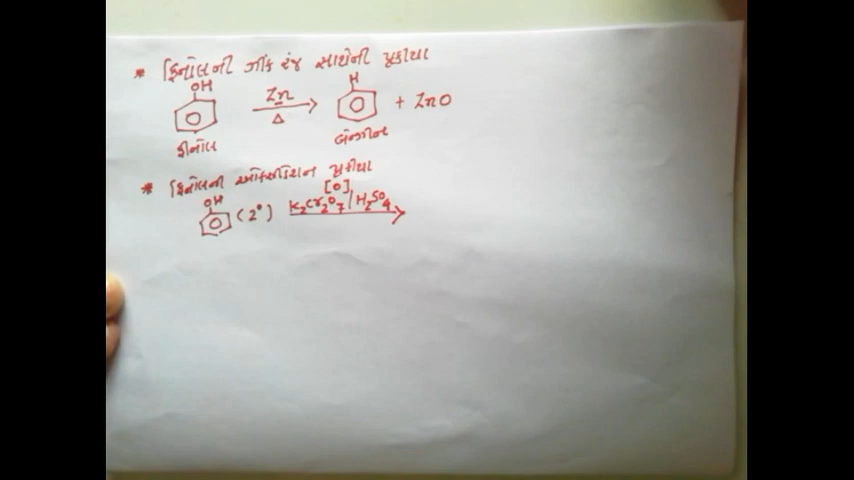 * ફિનોલની ઝીંક રજ સાથેની પ્રક્રીયા
OH Zn H
Δ + ZnO
ફીનોલ બેન્ઝીન
* ફિનોલની ઓક્સીડેશન પ્રક્રીયા
OH [O]
(2°) K₂Cr₂O₇/H₂SO₄